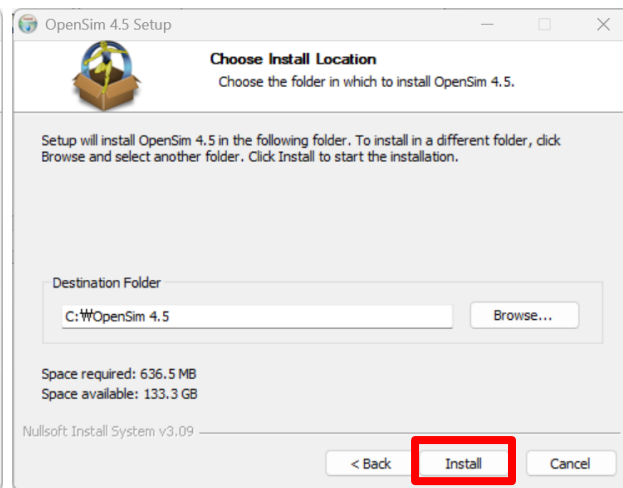 OpenSim 4.5 Setup
Choose Install Location
Choose the folder in which to install OpenSim 4.5.
Setup will install OpenSim 4.5 in the following folder. To install in a different folder, click
Browse and select another folder. Click Install to start the installation.
Destination Folder
C:₩OpenSim 4.5
Browse...
Space required: 636.5 MB
Space available: 133.3 GB
Nullsoft Install System v3.09
< Back
Install
Cancel